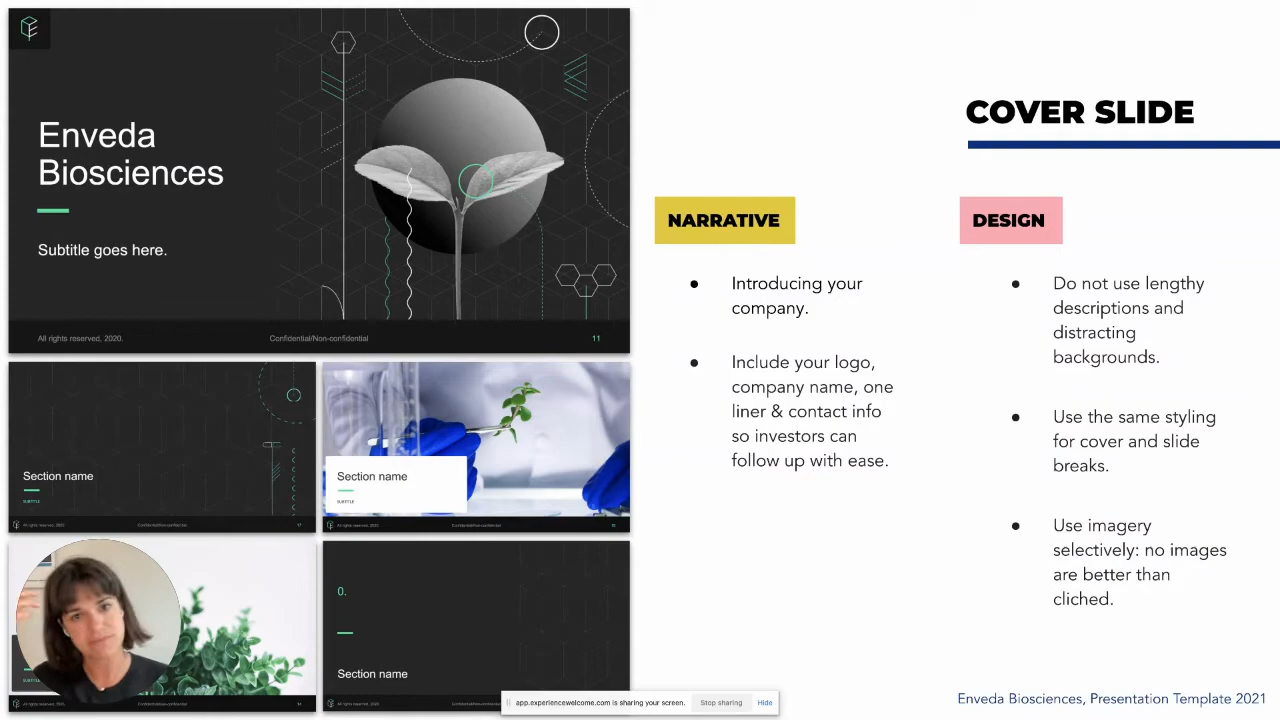 Enveda
Biosciences
Subtitle goes here.
All rights reserved, 2020.
Confidential/Non-confidential
11
Section name
SUBTITLE
Section name
SUBTITLE
0.
Section name
COVER SLIDE
NARRATIVE
Introducing your
company.
Include your logo,
company name, one
liner & contact info
so investors can
follow up with ease.
DESIGN
Do not use lengthy
descriptions and
distracting
backgrounds.
Use the same styling
for cover and slide
breaks.
Use imagery
selectively: no images
are better than
cliched.
app.experiencewelcome.com is sharing your screen.
Stop sharing
Hide
Enveda Biosciences, Presentation Template 2021